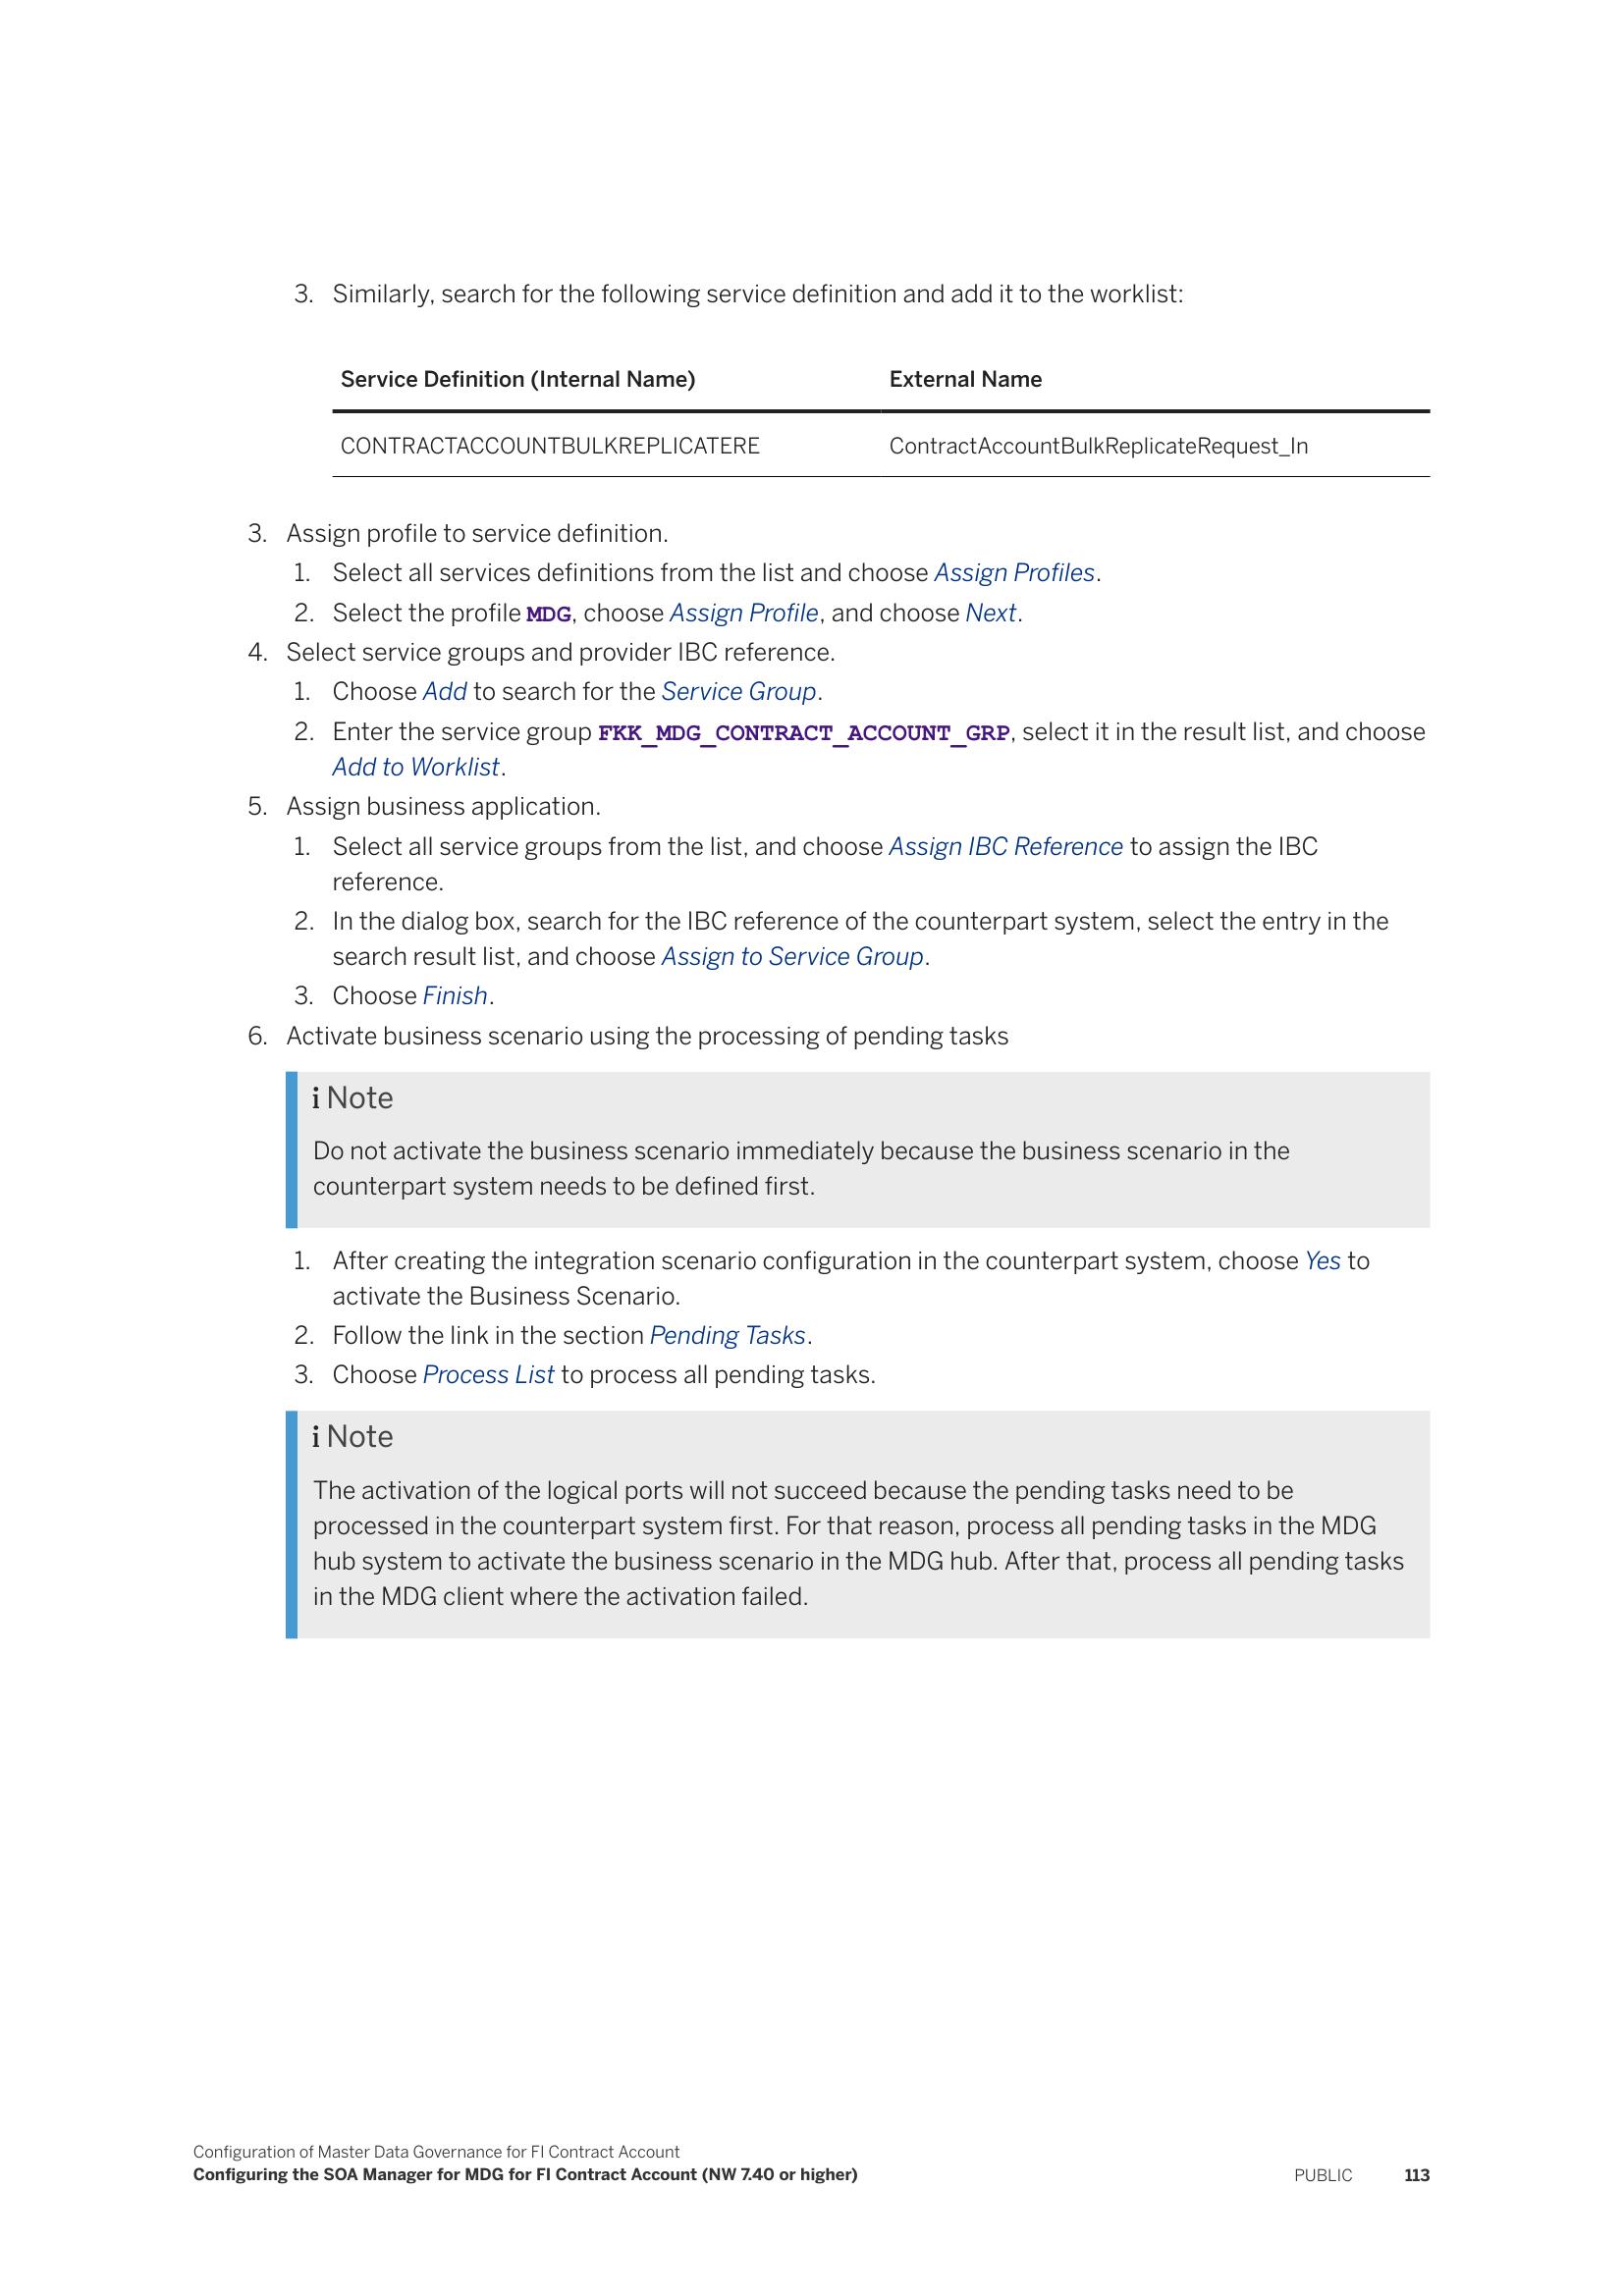 3. Similarly, search for the following service definition and add it to the worklist:
Service Definition (Internal Name) External Name
CONTRACTACCOUNTBULKREPLICATERE ContractAccountBulkReplicateRequest_In
3. Assign profile to service definition.
1. Select all services definitions from the list and choose Assign Profiles.
2. Select the profile MDG, choose Assign Profile, and choose Next.
4. Select service groups and provider IBC reference.
1. Choose Add to search for the Service Group.
2. Enter the service group FKK_MDG_CONTRACT_ACCOUNT_GRP, select it in the result list, and choose
Add to Worklist.
5. Assign business application.
1. Select all service groups from the list, and choose Assign IBC Reference to assign the IBC
reference.
2. In the dialog box, search for the IBC reference of the counterpart system, select the entry in the
search result list, and choose Assign to Service Group.
3. Choose Finish.
6. Activate business scenario using the processing of pending tasks
i Note
Do not activate the business scenario immediately because the business scenario in the
counterpart system needs to be defined first.
1. After creating the integration scenario configuration in the counterpart system, choose Yes to
activate the Business Scenario.
2. Follow the link in the section Pending Tasks.
3. Choose Process List to process all pending tasks.
i Note
The activation of the logical ports will not succeed because the pending tasks need to be
processed in the counterpart system first. For that reason, process all pending tasks in the MDG
hub system to activate the business scenario in the MDG hub. After that, process all pending tasks
in the MDG client where the activation failed.
Configuration of Master Data Governance for FI Contract Account
Configuring the SOA Manager for MDG for FI Contract Account (NW 7.40 or higher) PUBLIC 113